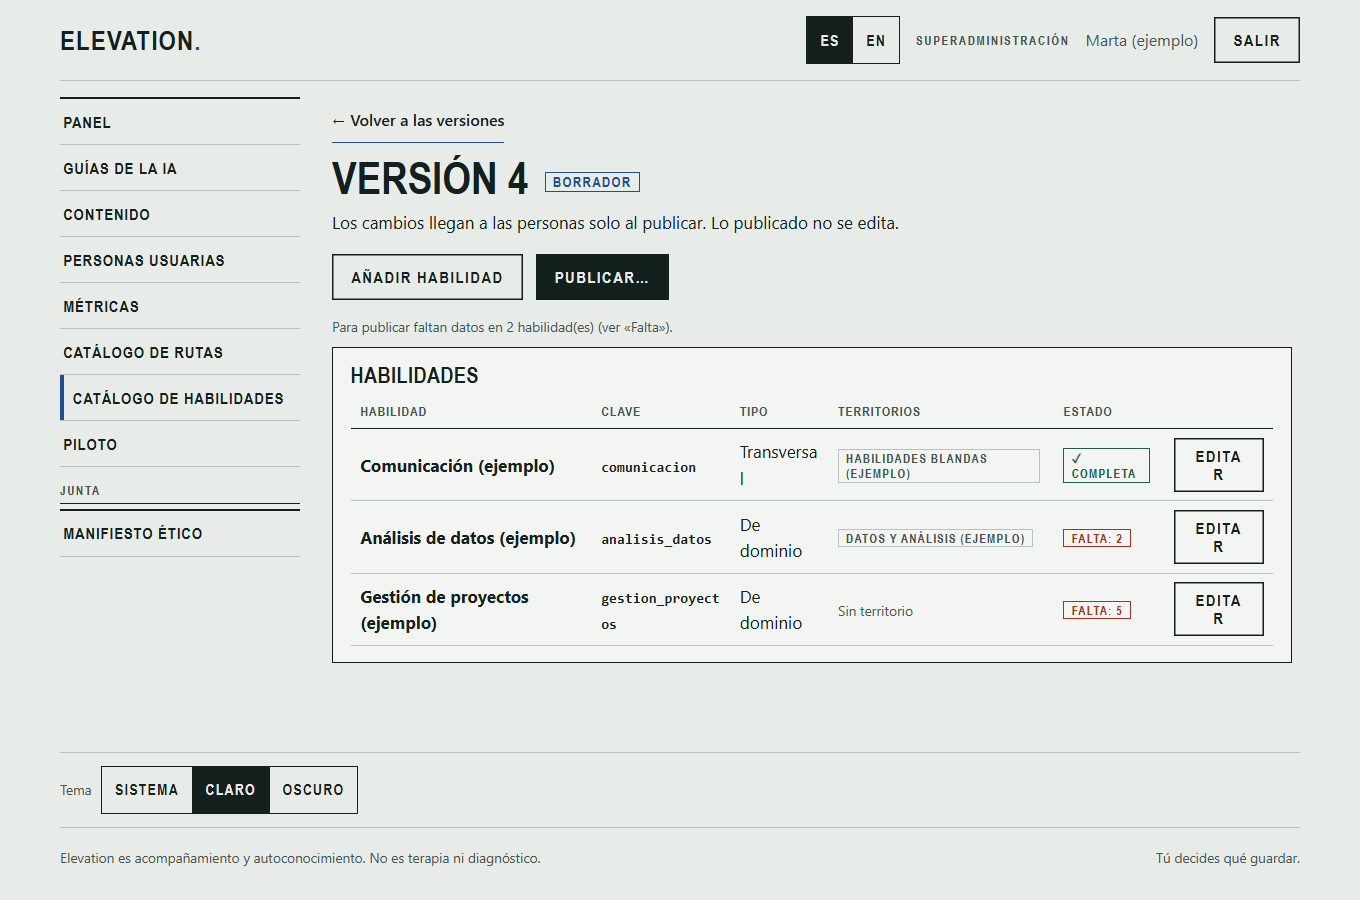 ELEVATION.
ES EN SUPERADMINISTRACIÓN Marta (ejemplo) SALIR
PANEL
GUÍAS DE LA IA
CONTENIDO
PERSONAS USUARIAS
MÉTRICAS
CATÁLOGO DE RUTAS
CATÁLOGO DE HABILIDADES
PILOTO
JUNTA
MANIFIESTO ÉTICO
← Volver a las versiones
VERSIÓN 4 BORRADOR
Los cambios llegan a las personas solo al publicar. Lo publicado no se edita.
AÑADIR HABILIDAD PUBLICAR...
Para publicar faltan datos en 2 habilidad(es) (ver «Falta»).
HABILIDADES
HABILIDAD CLAVE TIPO TERRITORIOS ESTADO
Comunicación (ejemplo) comunicacion Transversa
l
HABILIDADES BLANDAS
(EJEMPLO)
✓
COMPLETA
EDITA
R
Análisis de datos (ejemplo) analisis_datos De
dominio
DATOS Y ANÁLISIS (EJEMPLO) FALTA: 2 EDITA
R
Gestión de proyectos
(ejemplo)
gestion_proyect
os
De
dominio
Sin territorio FALTA: 5 EDITA
R
Tema SISTEMA CLARO OSCURO
Elevation es acompañamiento y autoconocimiento. No es terapia ni diagnóstico. Tú decides qué guardar.